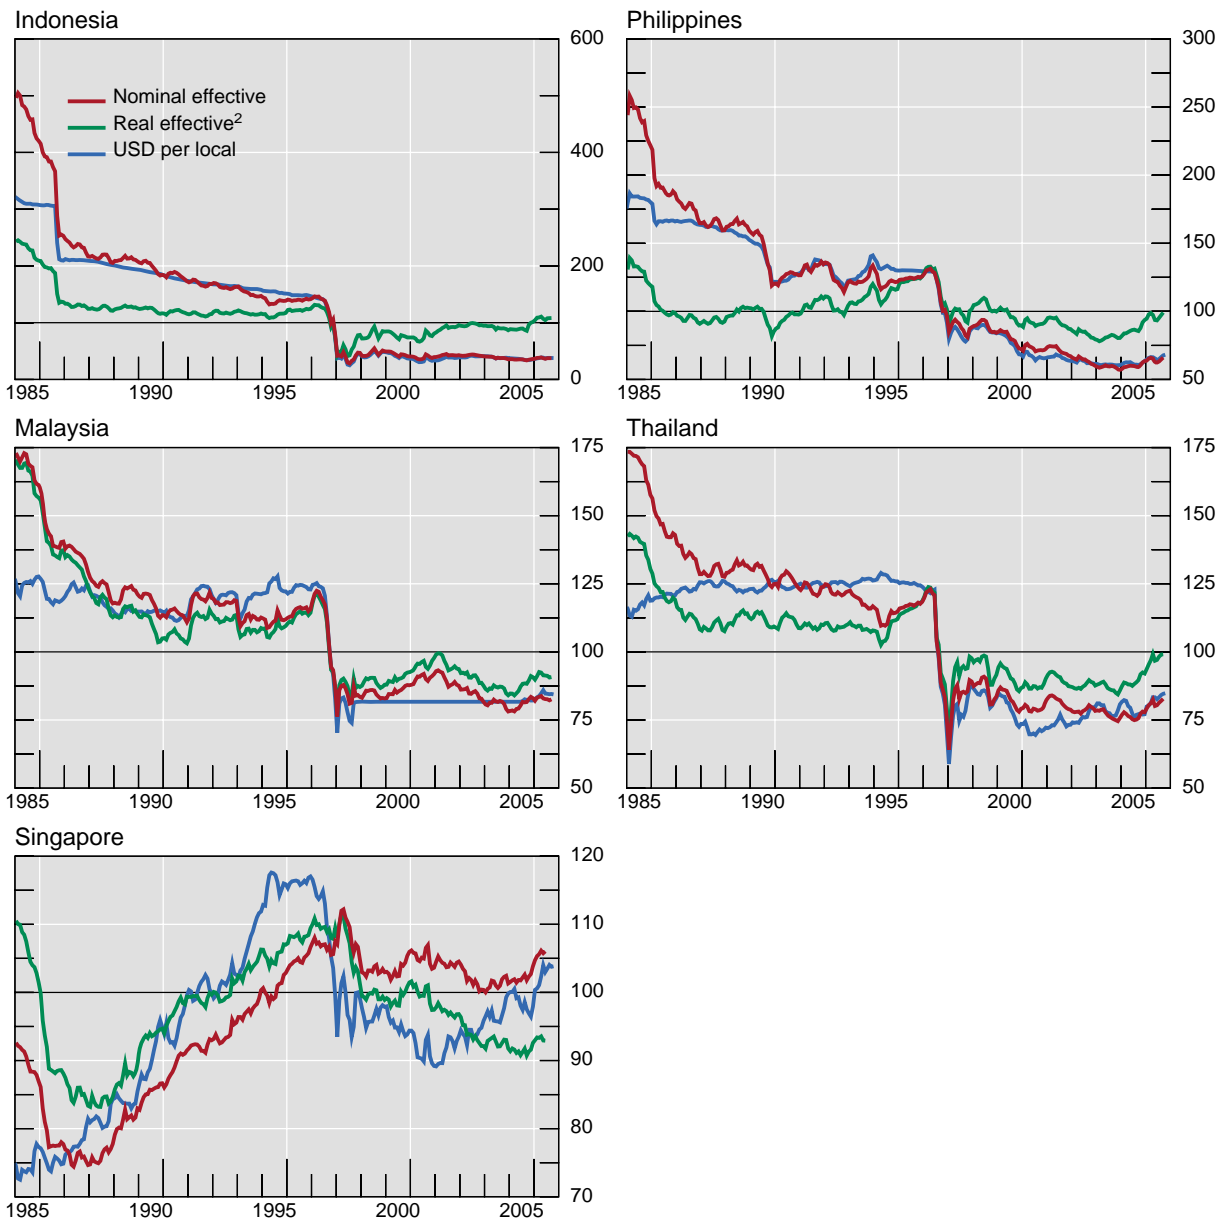 Indonesia
600
400
200
0
Nominal effective
Real effective2
USD per local
1985 1990 1995 2000 2005
Philippines
300
250
200
150
100
50
1985 1990 1995 2000 2005
Malaysia
175
150
125
100
75
50
1985 1990 1995 2000 2005
Thailand
175
150
125
100
75
50
1985 1990 1995 2000 2005
Singapore
120
110
100
90
80
70
1985 1990 1995 2000 2005